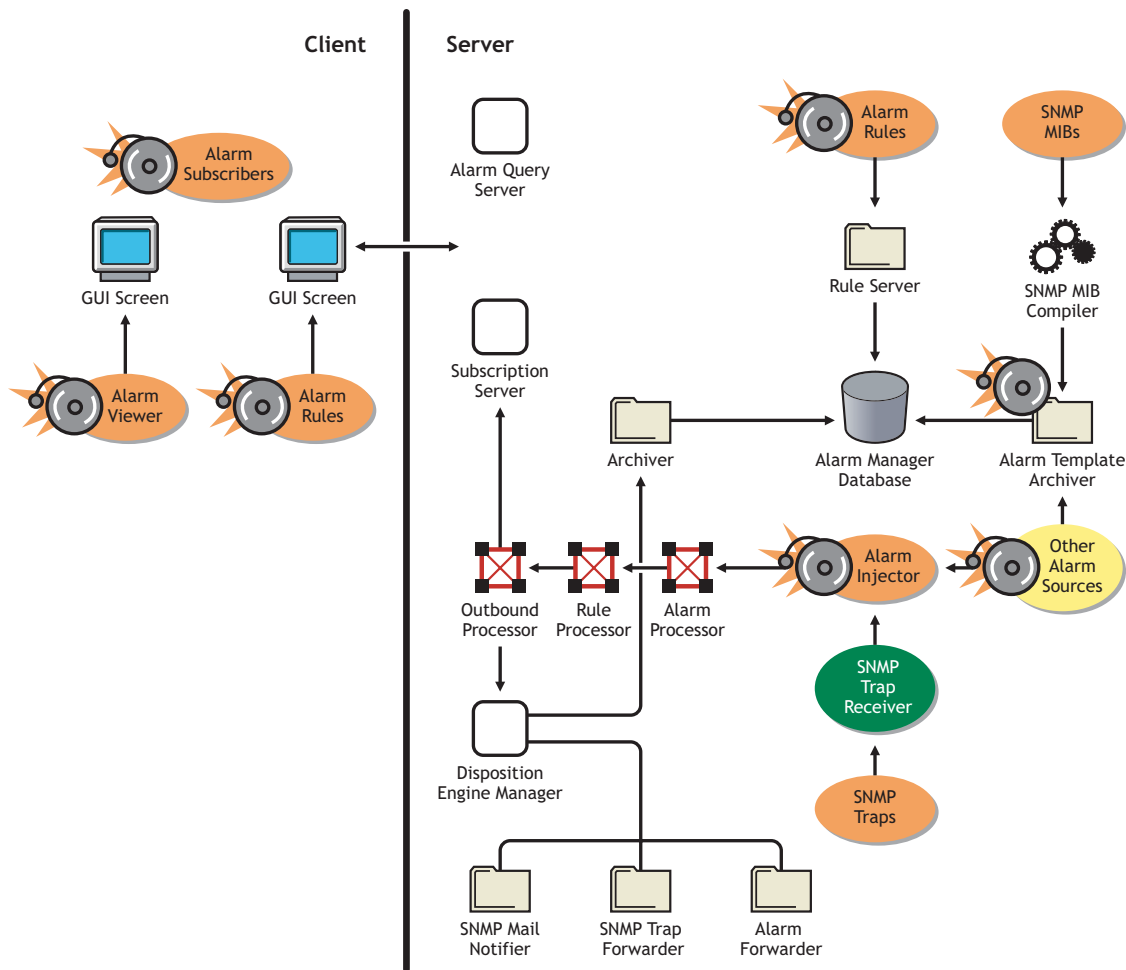 Client
Server
Alarm
Subscribers
GUI Screen
GUI Screen
Alarm
Viewer
Alarm
Rules
Alarm Query
Server
Subscription
Server
Alarm
Rules
SNMP
MIBs
Rule Server
SNMP MIB
Compiler
Archiver
Alarm Manager
Database
Alarm Template
Archiver
Outbound
Processor
Rule
Processor
Alarm
Processor
Alarm
Injector
Other
Alarm
Sources
SNMP
Trap
Receiver
SNMP
Traps
Disposition
Engine Manager
SNMP Mail
Notifier
SNMP Trap
Forwarder
Alarm
Forwarder